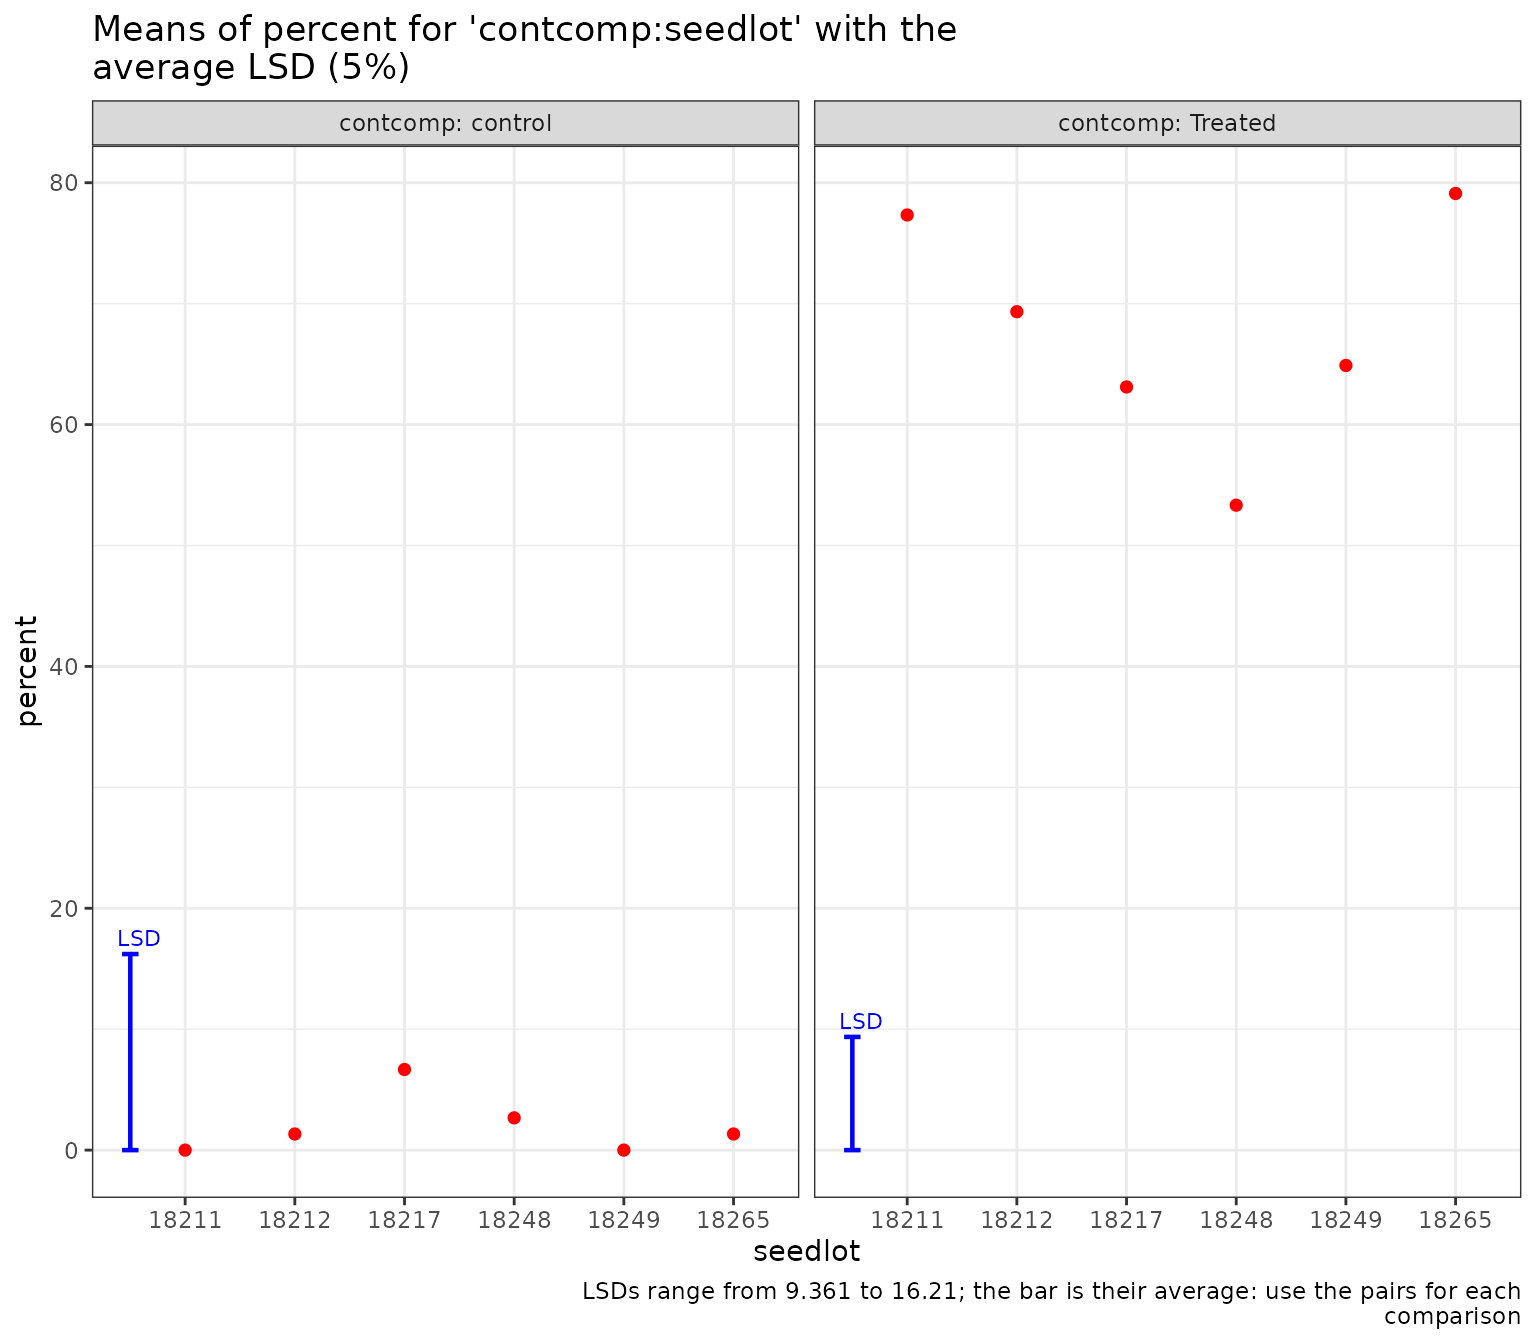 Means of percent for 'contcomp:seedlot' with the
average LSD (5%)
contcomp: control
contcomp: Treated
80
60
40
20
0
percent
LSD
LSD
18211 18212 18217 18248 18249 18265
18211 18212 18217 18248 18249 18265
seedlot
LSDs range from 9.361 to 16.21; the bar is their average: use the pairs for each
comparison